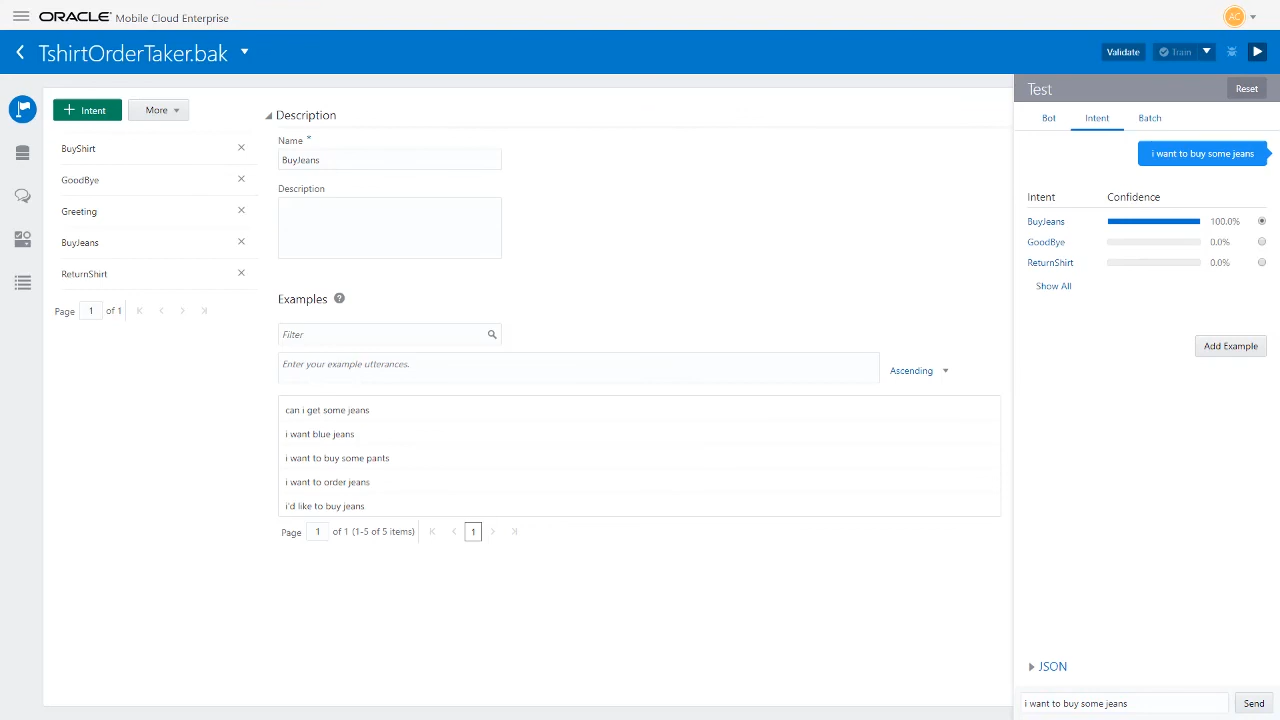 ORACLE Mobile Cloud Enterprise
AC
TshirtOrderTaker.bak
Validate
Train
Intent
More
BuyShirt
GoodBye
Greeting
BuyJeans
ReturnShirt
Page 1 of 1
Description
Name *
BuyJeans
Description
Examples ?
Filter
Enter your example utterances.
Ascending
can i get some jeans
i want blue jeans
i want to buy some pants
i want to order jeans
i'd like to buy jeans
Page 1 of 1 (1-5 of 5 items) 1
Test
Reset
Bot Intent Batch
i want to buy some jeans
Intent Confidence
BuyJeans 100.0%
GoodBye 0.0%
ReturnShirt 0.0%
Show All
Add Example
JSON
i want to buy some jeans
Send